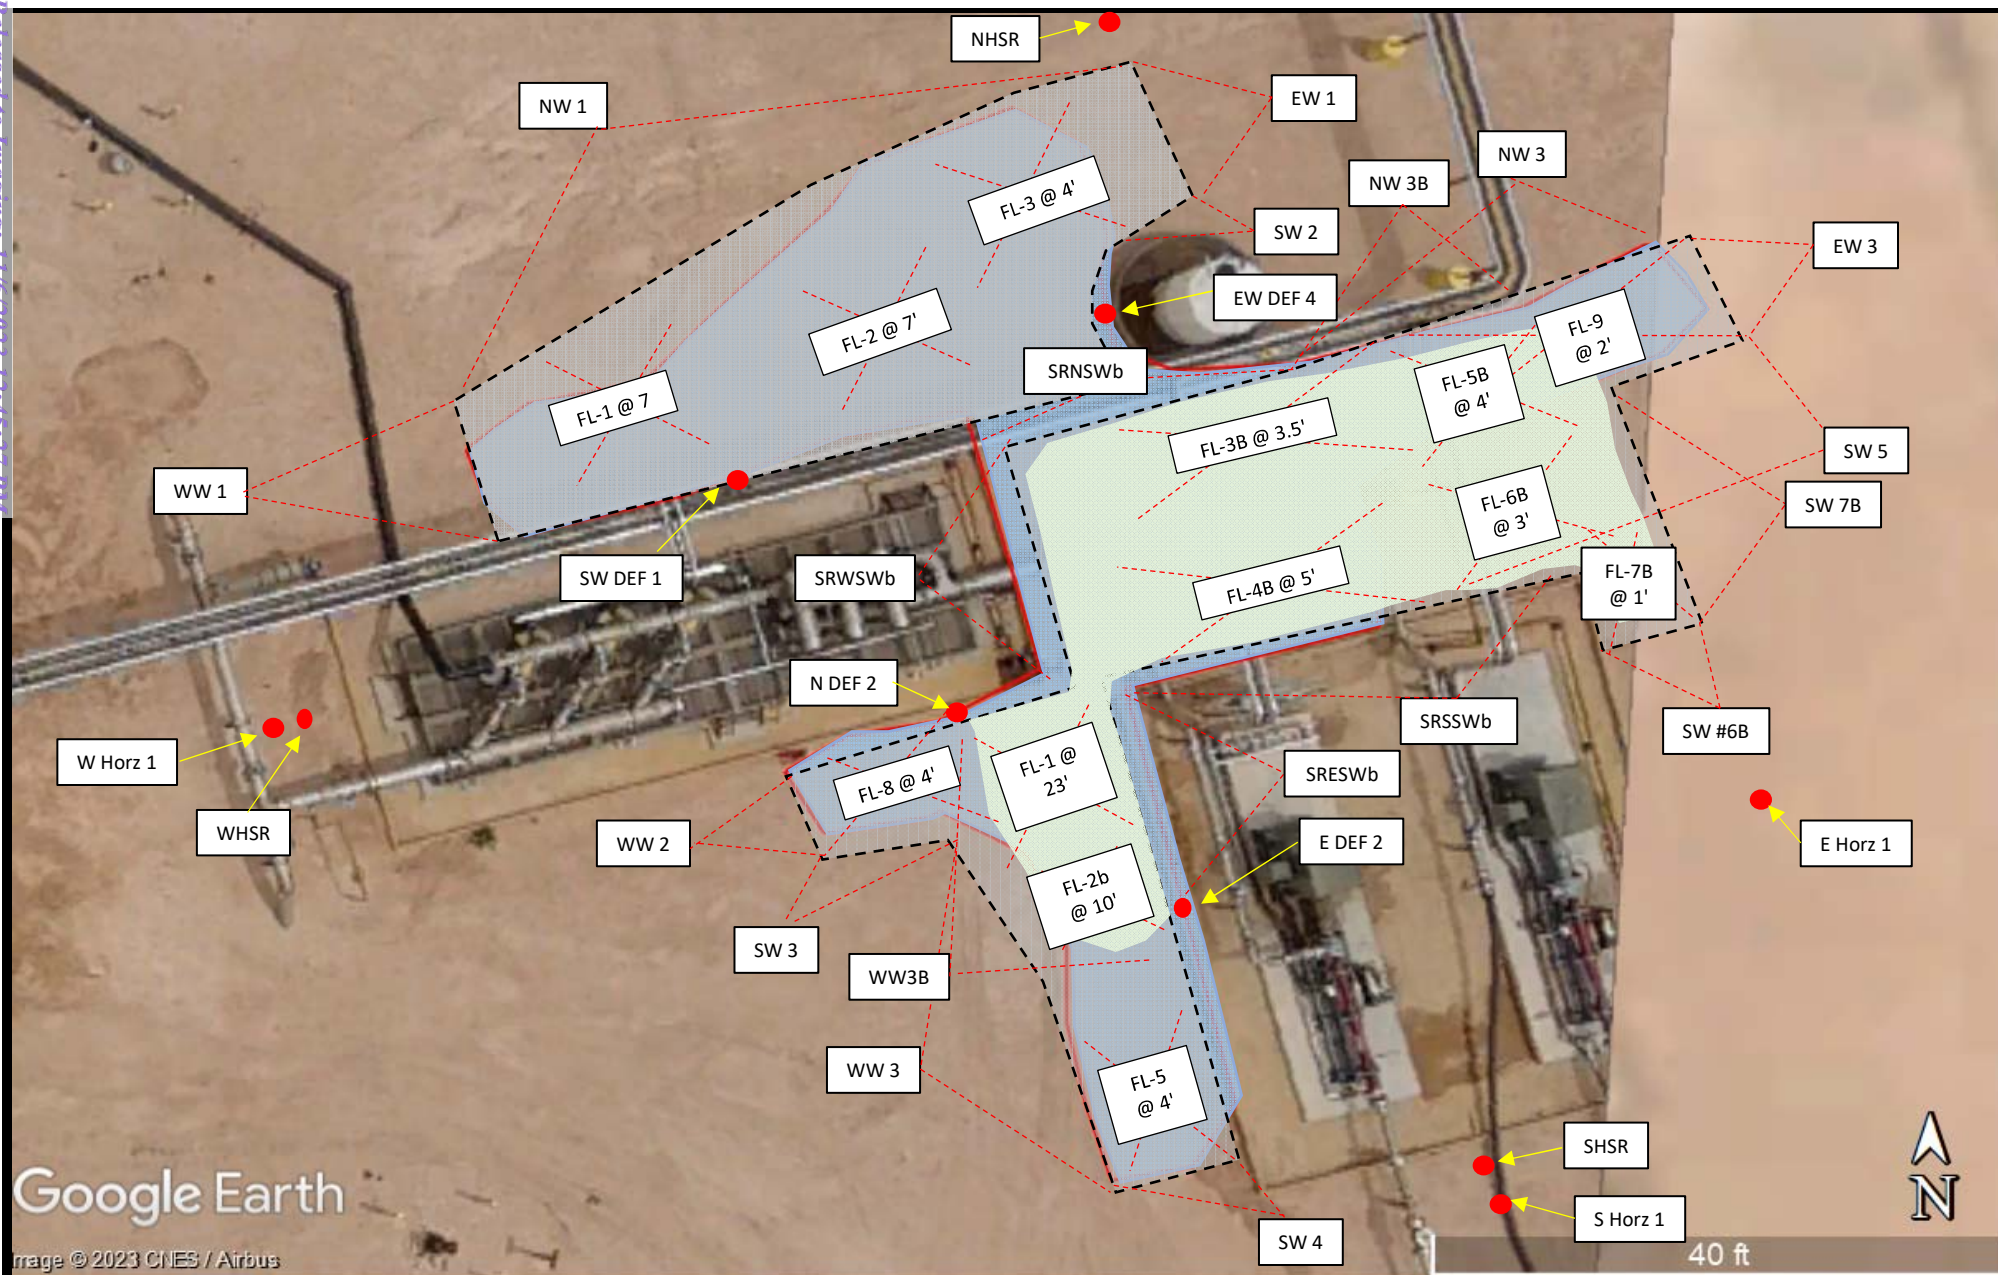 NHSR
NW 1
EW 1
NW 3
NW 3B
FL-3 @ 4'
SW 2
EW 3
EW DEF 4
FL-2 @ 7'
FL-9
@ 2'
SRNSWb
FL-5B
@ 4'
FL-1 @ 7
FL-3B @ 3.5'
SW 5
WW 1
SW 7B
FL-6B
@ 3'
SW DEF 1
SRWSWb
FL-4B @ 5'
FL-7B
@ 1'
N DEF 2
SRSSWb
SW #6B
W Horz 1
FL-8 @ 4'
FL-1 @
23'
SRESWb
WHSR
WW 2
E DEF 2
E Horz 1
FL-2b
@ 10'
SW 3
WW3B
WW 3
FL-5
@ 4'
SHSR
S Horz 1
SW 4
N
Google Earth
Image © 2023 CNES / Airbus
40 ft